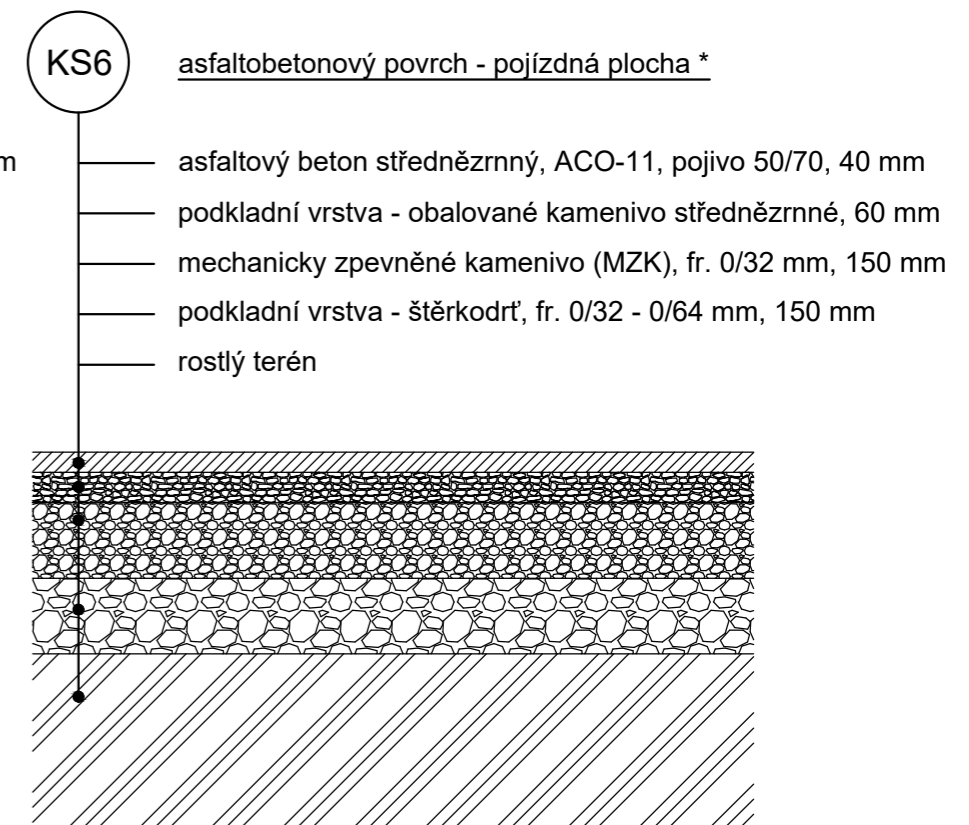 KS6
asfaltobetonový povrch - pojízdná plocha *
m
asfaltový beton střednězrnný, ACO-11, pojivo 50/70, 40 mm
podkladní vrstva - obalované kamenivo střednězrnné, 60 mm
mechanicky zpevněné kamenivo (MZK), fr. 0/32 mm, 150 mm
podkladní vrstva - štěrkodrť, fr. 0/32 - 0/64 mm, 150 mm
rostlý terén